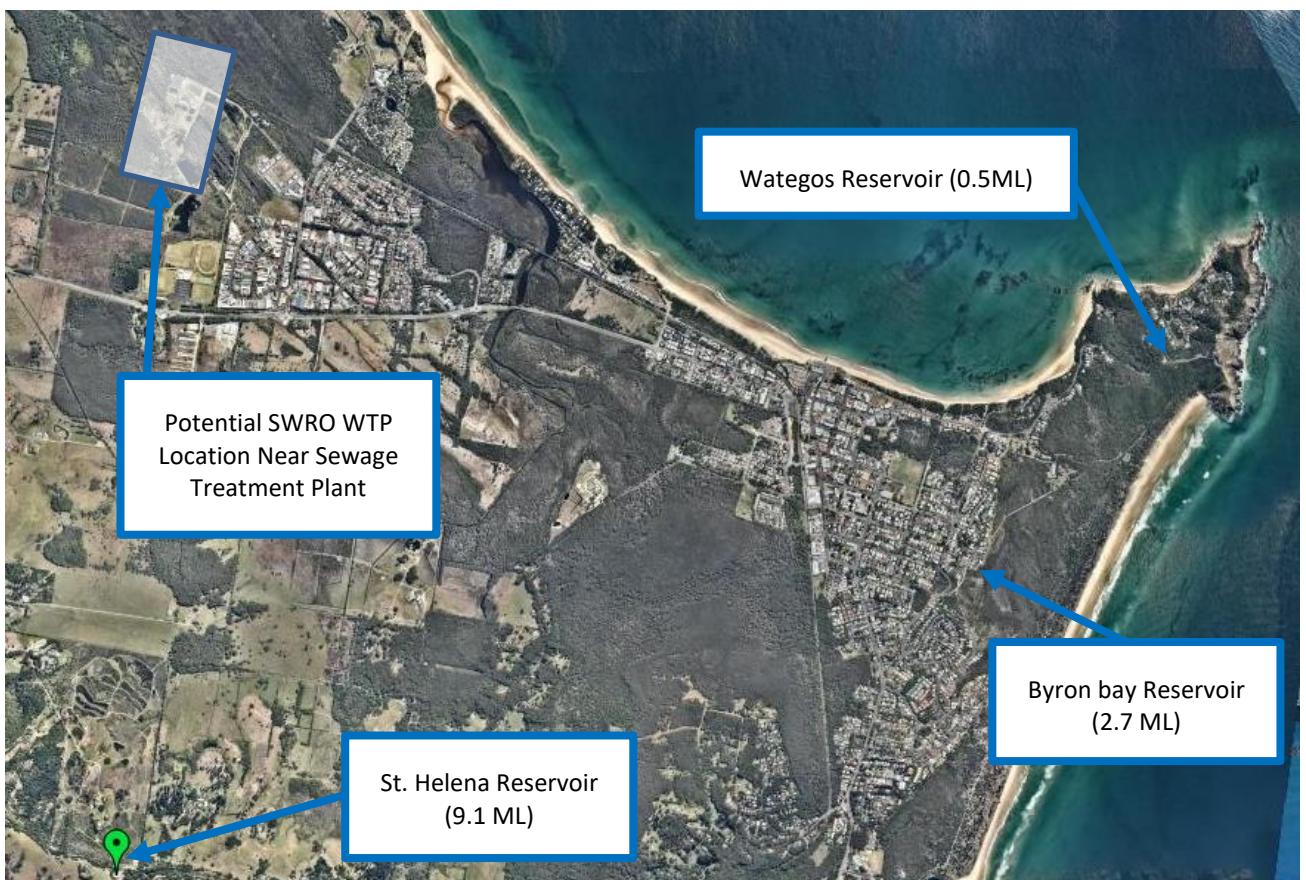 Wategos Reservoir (0.5ML)
Potential SWRO WTP
Location Near Sewage
Treatment Plant
Byron bay Reservoir
(2.7 ML)
St. Helena Reservoir
(9.1 ML)